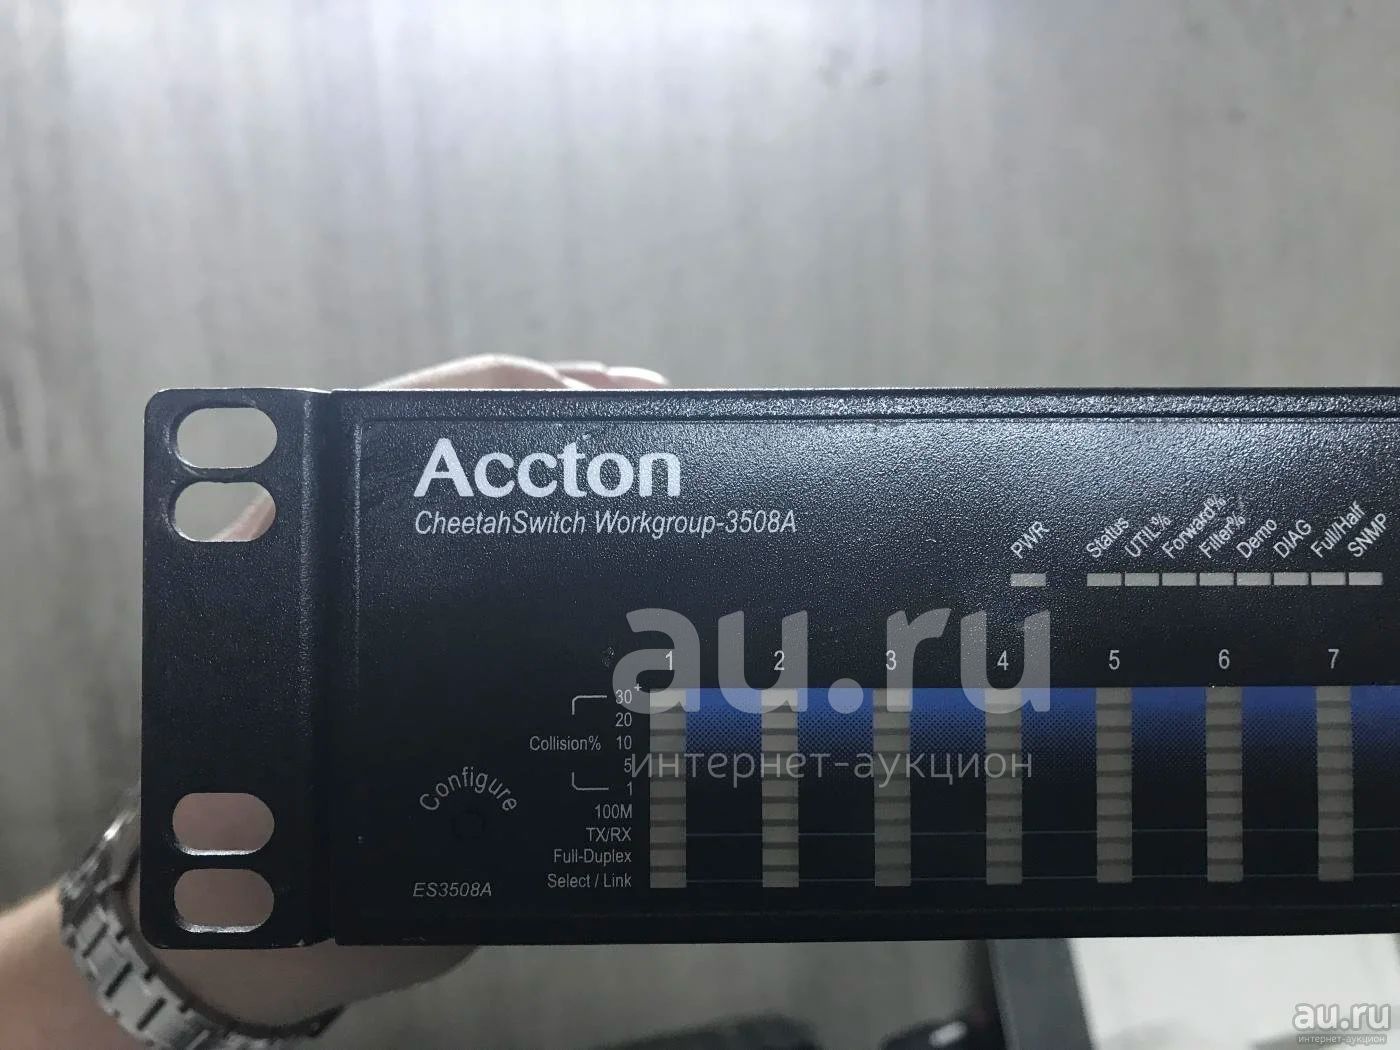 Accton
CheetahSwitch Workgroup-3508A
PWR
Status
UTIL%
Forward%
Filter%
Demo
DIAG
Full/Half
SNMP
au.ru
интернет-аукцион
1 2 3 4 5 6 7
30+
20
Collision% 10
5
1
100M
TX/RX
Full-Duplex
Select / Link
Configure
ES3508A
au.ru
интернет-аукцион